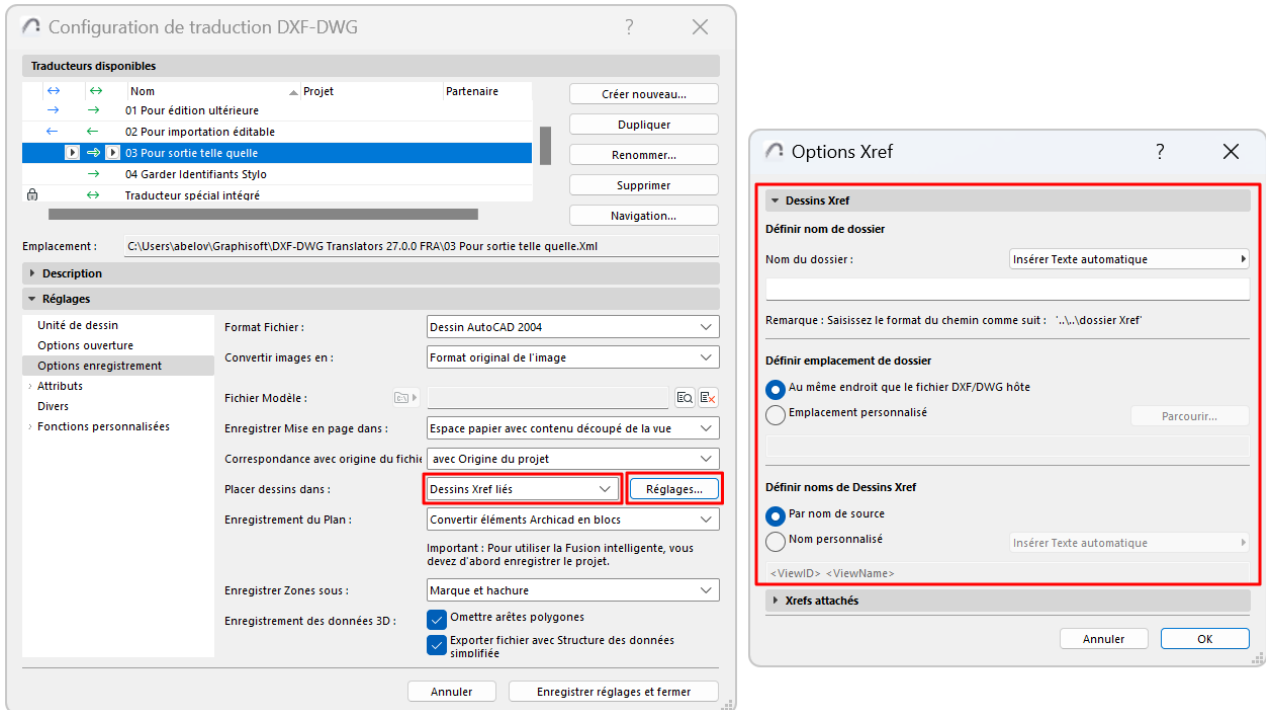 Configuration de traduction DXF-DWG
?
Traducteurs disponibles
Nom Projet Partenaire
01 Pour édition ultérieure
02 Pour importation éditable
03 Pour sortie telle quelle
04 Garder Identifiants Stylo
Traducteur spécial intégré
Créer nouveau...
Dupliquer
Renommer...
Supprimer
Navigation...
Emplacement : C:\Users\abelov\Graphisoft\DXF-DWG Translators 27.0.0 FRA\03 Pour sortie telle quelle.Xml
Description
Réglages
Unité de dessin
Options ouverture
Options enregistrement
Attributs
Divers
Fonctions personnalisées
Format Fichier : Dessin AutoCAD 2004
Convertir images en : Format original de l'image
Fichier Modèle :
Enregistrer Mise en page dans : Espace papier avec contenu découpé de la vue
Correspondance avec origine du fichie avec Origine du projet
Placer dessins dans : Dessins Xref liés Réglages...
Enregistrement du Plan : Convertir éléments Archicad en blocs
Important : Pour utiliser la Fusion intelligente, vous
devez d'abord enregistrer le projet.
Enregistrer Zones sous : Marque et hachure
Enregistrement des données 3D : Omettre arêtes polygones
Exporter fichier avec Structure des données
simplifiée
Annuler Enregistrer réglages et fermer
Options Xref
?
Dessins Xref
Définir nom de dossier
Nom du dossier : Insérer Texte automatique
Remarque : Saisissez le format du chemin comme suit : `..\..\dossier Xref'
Définir emplacement de dossier
Au même endroit que le fichier DXF/DWG hôte
Emplacement personnalisé Parcourir...
Définir noms de Dessins Xref
Par nom de source
Nom personnalisé Insérer Texte automatique
<ViewID> <ViewName>
Xrefs attachés
Annuler OK